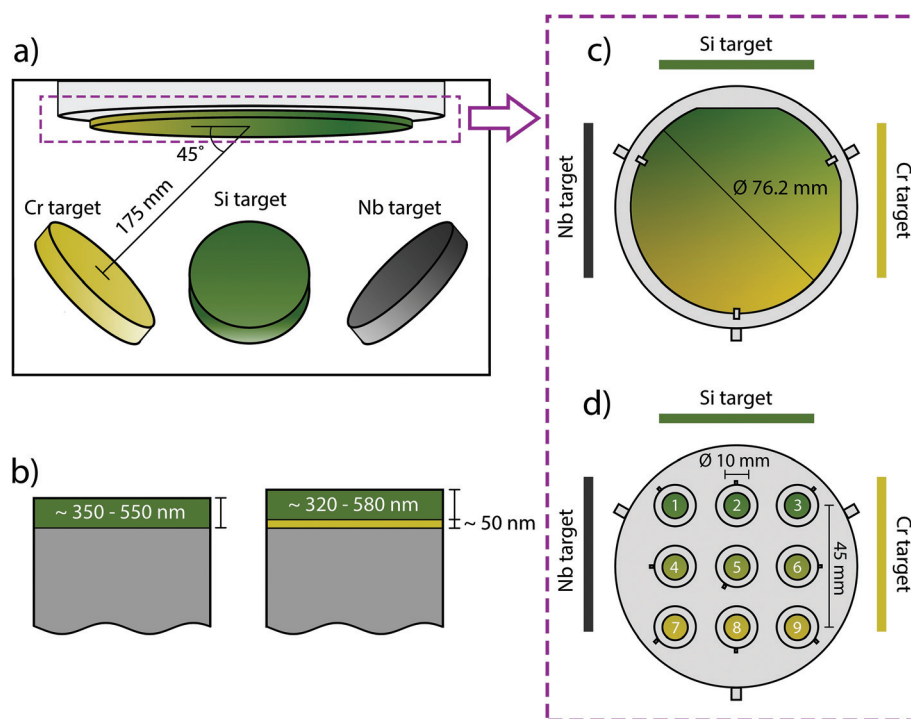 a)
45°
175 mm
Cr target
Si target
Nb target
b)
~ 350 - 550 nm
~ 320 - 580 nm
~ 50 nm
c)
Si target
Nb target
Ø 76.2 mm
Cr target
d)
Si target
Ø 10 mm
Nb target
1 2 3
4 5 6
7 8 9
45 mm
Cr target